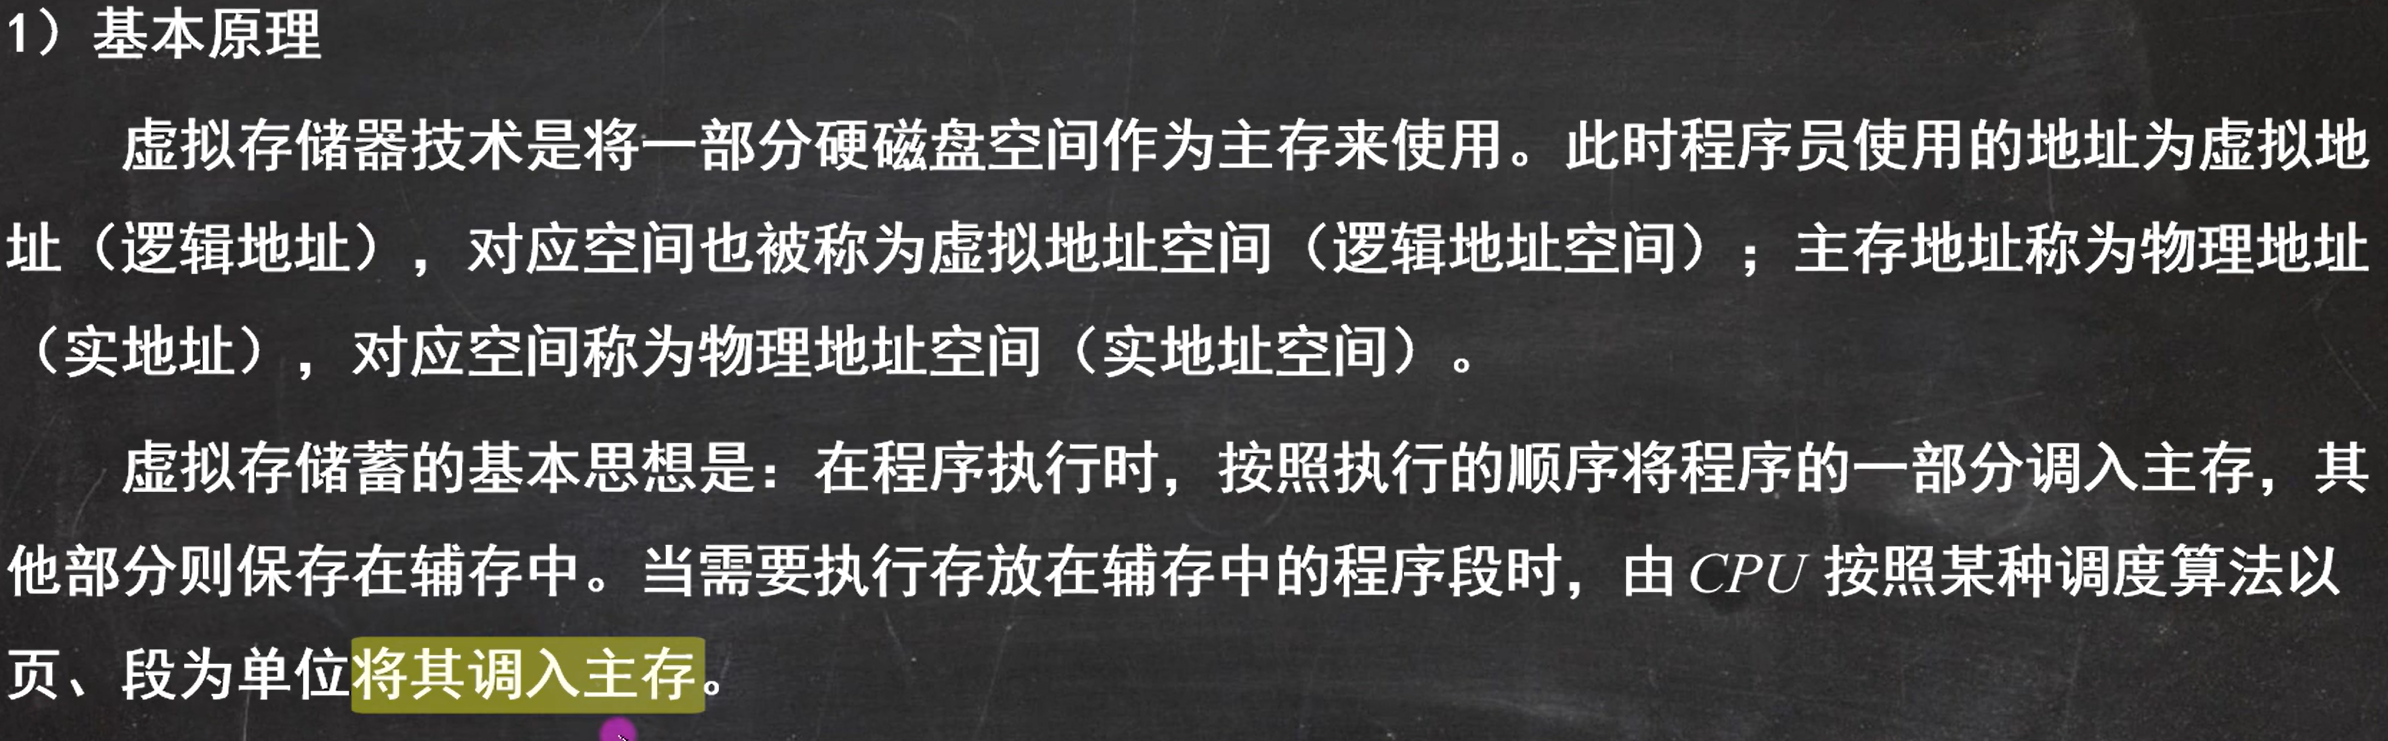 1）基本原理
虚拟存储器技术是将一部分硬磁盘空间作为主存来使用。此时程序员使用的地址为虚拟地
址（逻辑地址），对应空间也被称为虚拟地址空间（逻辑地址空间）；主存地址称为物理地址
（实地址），对应空间称为物理地址空间（实地址空间）。
虚拟存储蓄的基本思想是：在程序执行时，按照执行的顺序将程序的一部分调入主存，其
他部分则保存在辅存中。当需要执行存放在辅存中的程序段时，由 CPU 按照某种调度算法以
页、段为单位将其调入主存。